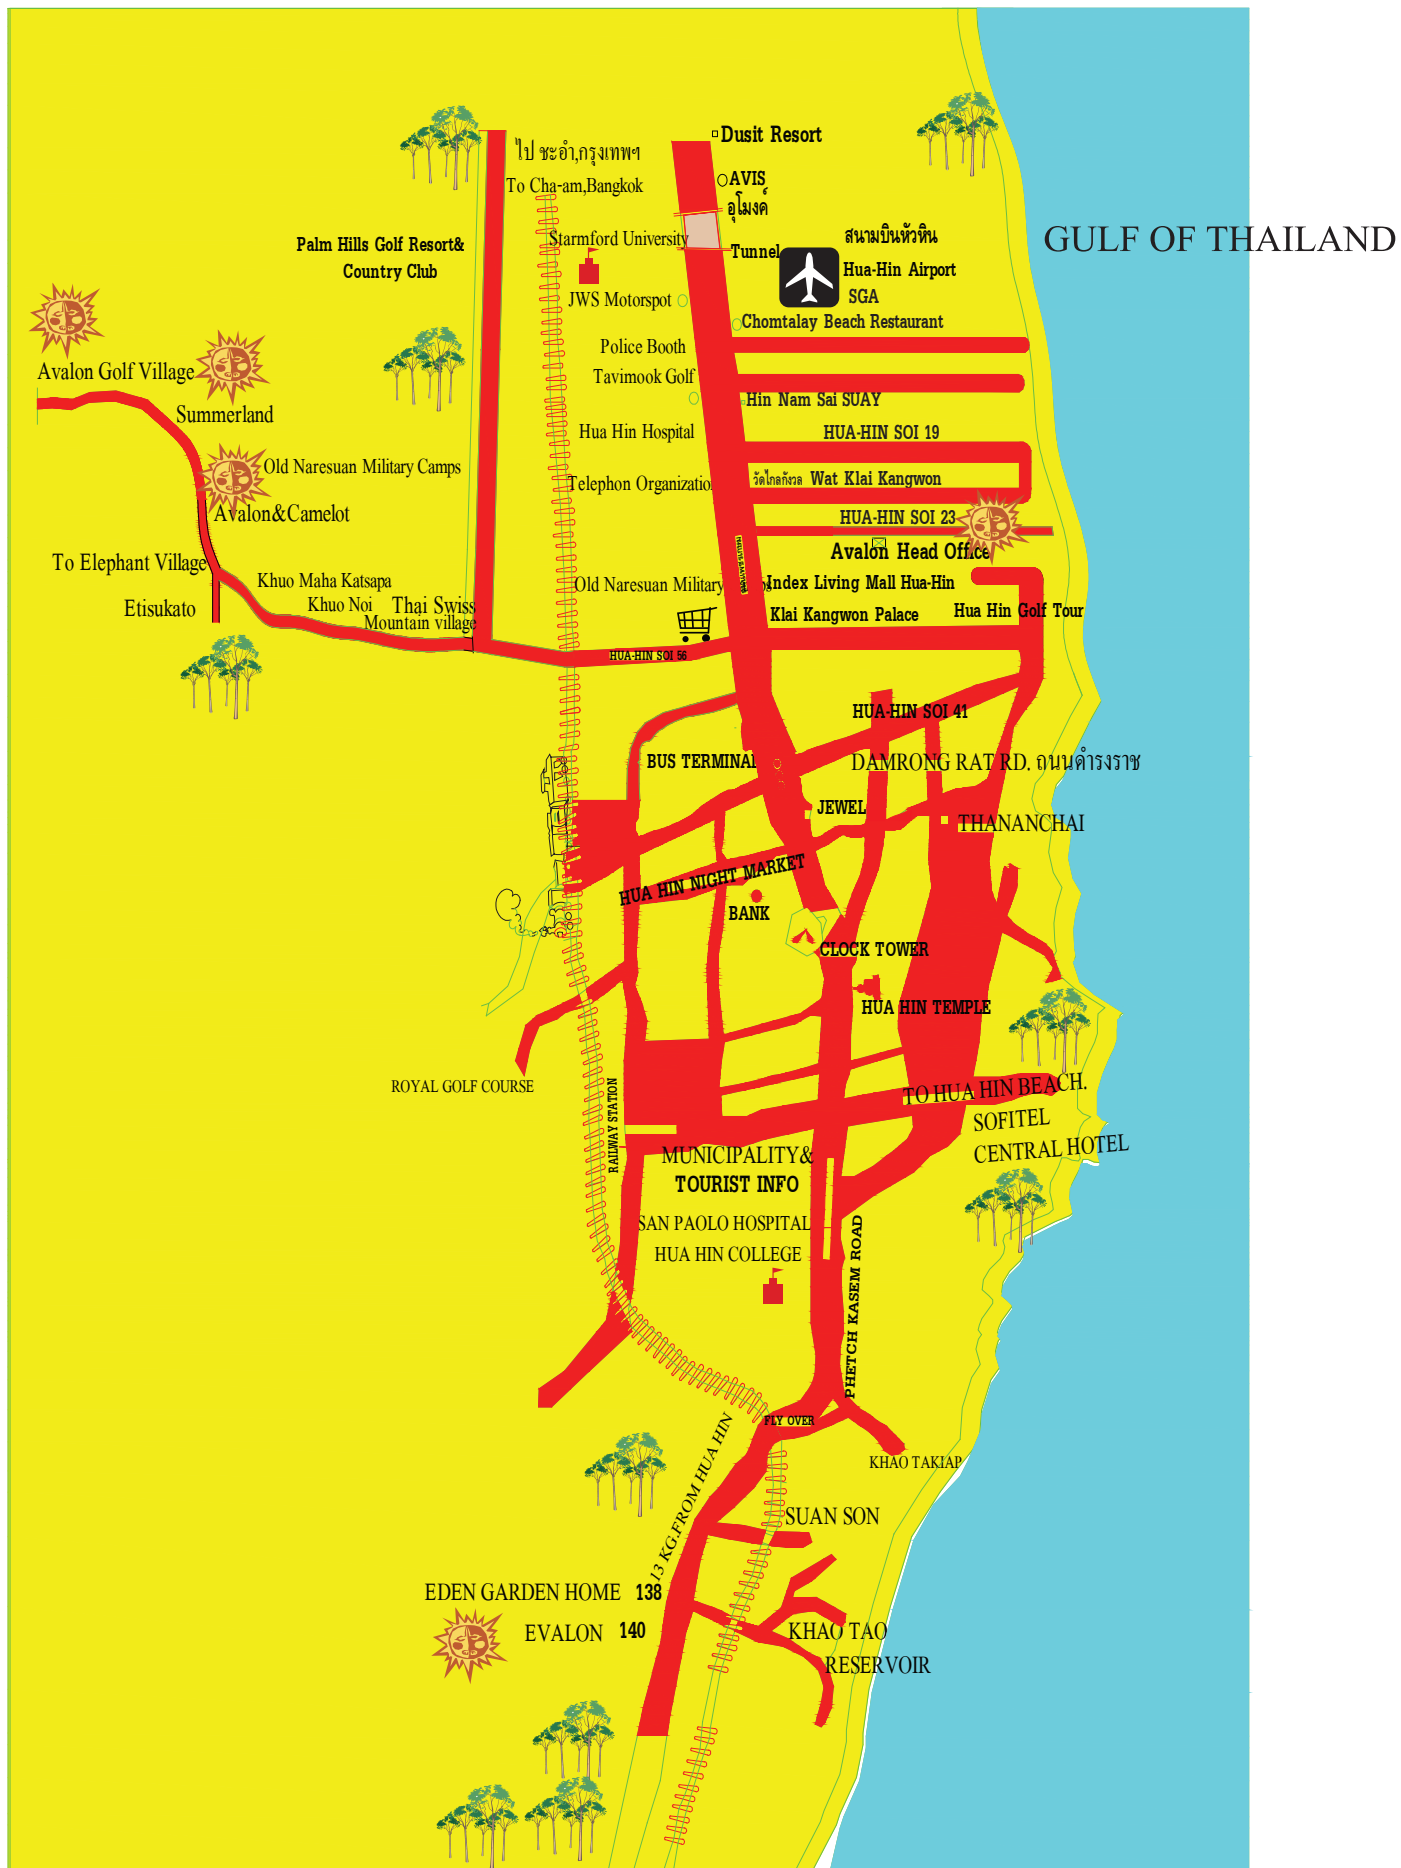 Dusit Resort
ไป ชะอำ,กรุงเทพฯ
To Cha-am,Bangkok
AVIS
อุโมงค์
Tunnel
Starmford University
สนามบินหัวหิน
Hua-Hin Airport
SGA
GULF OF THAILAND
Palm Hills Golf Resort&
Country Club
JWS Motorspot
Chomtalay Beach Restaurant
Police Booth
Tavimook Golf
Hin Nam Sai SUAY
Avalon Golf Village
Summerland
Hua Hin Hospital
HUA-HIN SOI 19
Old Naresuan Military Camps
Telephon Organizatio
วัดไกลกังวล Wat Klai Kangwon
Avalon&Camelot
HUA-HIN SOI 23
Avalon Head Office
To Elephant Village
Khuo Maha Katsapa
Old Naresuan Military
Index Living Mall Hua-Hin
Etisukato
Khuo Noi
Thai Swiss
Mountain village
Klai Kangwon Palace
Hua Hin Golf Tour
HUA-HIN SOI 56
HUA-HIN SOI 41
BUS TERMINAL
DAMRONG RAT RD. ถนนดำรงราช
JEWEL
THANANCHAI
HUA HIN NIGHT MARKET
BANK
CLOCK TOWER
HUA HIN TEMPLE
ROYAL GOLF COURSE
RAILWAY STATION
TO HUA HIN BEACH.
SOFITEL
CENTRAL HOTEL
MUNICIPALITY&
TOURIST INFO
SAN PAOLO HOSPITAL
HUA HIN COLLEGE
PHETCH KASEM ROAD
FLY OVER
KHAO TAKIAP
13 KG.FROM HUA HIN
SUAN SON
EDEN GARDEN HOME 138
EVALON 140
KHAO TAO
RESERVOIR